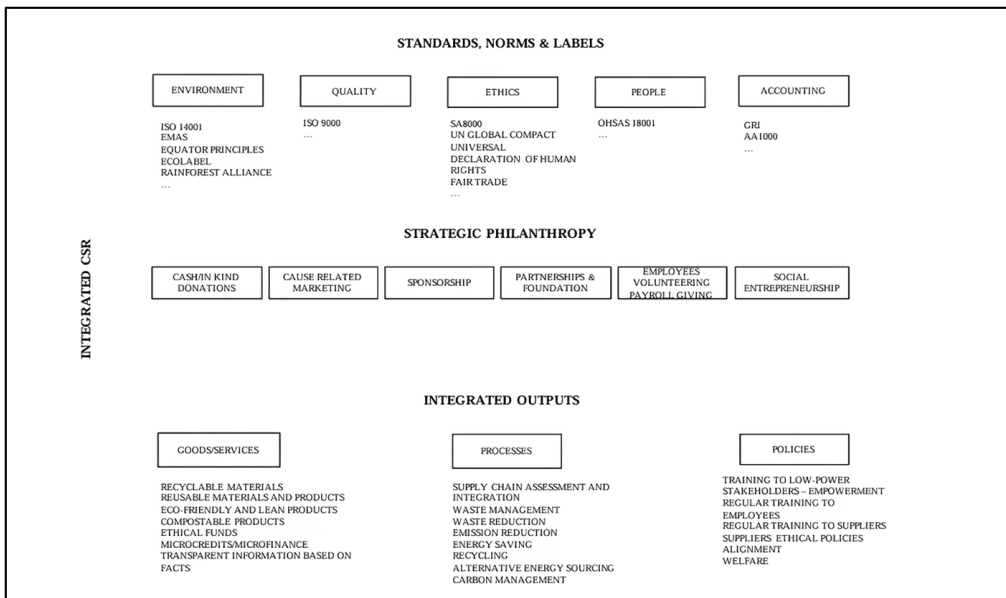 STANDARDS, NORMS & LABELS
ENVIRONMENT
QUALITY
ETHICS
PEOPLE
ACCOUNTING
ISO 14001
EMAS
EQUATOR PRINCIPLES
ECOLABEL
RAINFOREST ALLIANCE
…
ISO 9000
…
SA8000
UN GLOBAL COMPACT
UNIVERSAL
DECLARATION OF HUMAN
RIGHTS
FAIR TRADE
…
OHSAS 18001
…
GRI
AA1000
…
INTEGRATED CSR
STRATEGIC PHILANTHROPY
CASH/IN KIND
DONATIONS
CAUSE RELATED
MARKETING
SPONSORSHIP
PARTNERSHIPS &
FOUNDATION
EMPLOYEES
VOLUNTEERING
PAYROLL GIVING
SOCIAL
ENTREPRENEURSHIP
INTEGRATED OUTPUTS
GOODS/SERVICES
PROCESSES
POLICIES
RECYCLABLE MATERIALS
REUSABLE MATERIALS AND PRODUCTS
ECO-FRIENDLY AND LEAN PRODUCTS
COMPOSTABLE PRODUCTS
ETHICAL FUNDS
MICROCREDITS/MICROFINANCE
TRANSPARENT INFORMATION BASED ON
FACTS
SUPPLY CHAIN ASSESSMENT AND
INTEGRATION
WASTE MANAGEMENT
WASTE REDUCTION
EMISSION REDUCTION
ENERGY SAVING
RECYCLING
ALTERNATIVE ENERGY SOURCING
CARBON MANAGEMENT
TRAINING TO LOW-POWER
STAKEHOLDERS – EMPOWERMENT
REGULAR TRAINING TO
EMPLOYEES
REGULAR TRAINING TO SUPPLIERS
SUPPLIERS ETHICAL POLICIES
ALIGNMENT
WELFARE